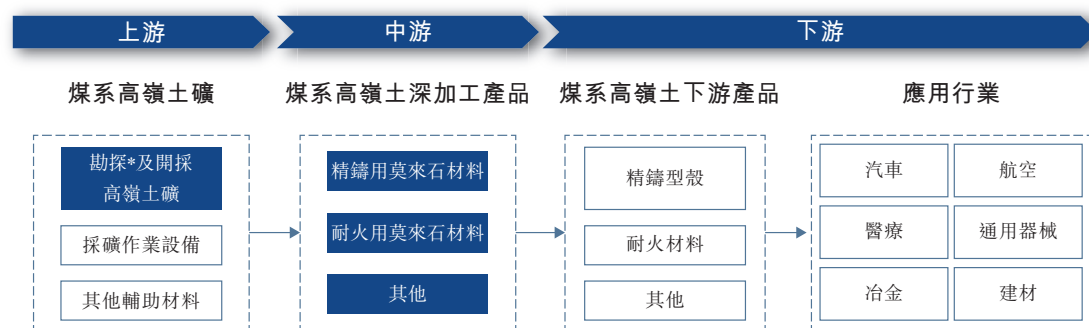 上游
中游
下游
煤系高嶺土礦
煤系高嶺土深加工產品
煤系高嶺土下游產品
應用行業
勘探*及開採
高嶺土礦
採礦作業設備
其他輔助材料
精鑄用莫來石材料
耐火用莫來石材料
其他
精鑄型殼
耐火材料
其他
汽車
航空
醫療
通用器械
冶金
建材